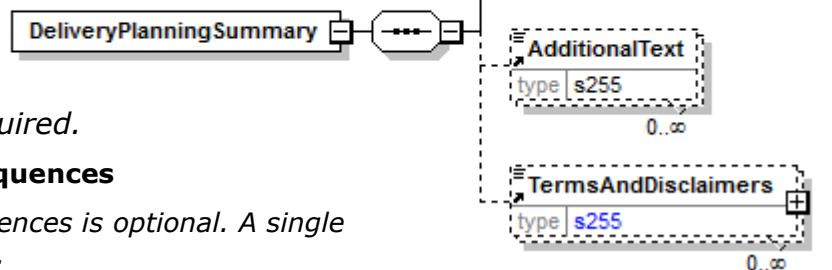 DeliveryPlanningSummary
AdditionalText
type s255
0..∞
uired.
quences
TermsAndDisclaimers
ences is optional. A single
type s255
0..∞